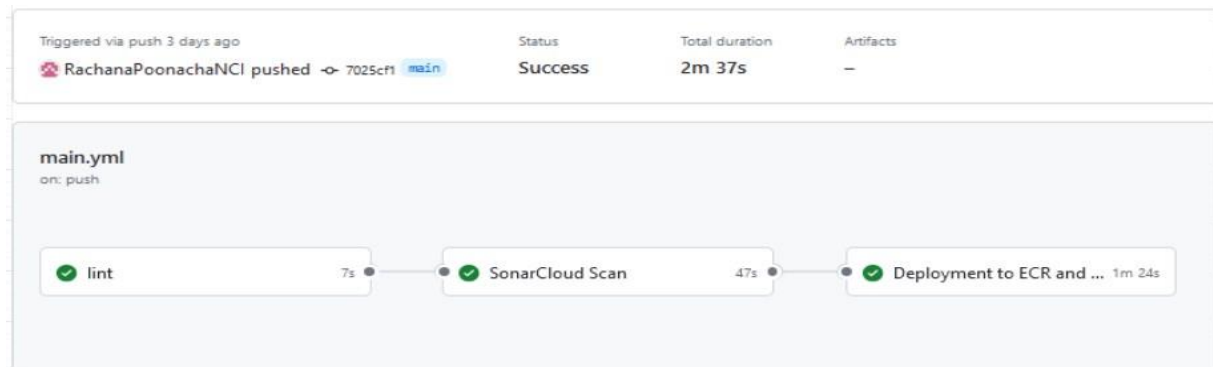 Triggered via push 3 days ago Status Total duration Artifacts
RachanaPoonachaNCI pushed 7025cf1 main Success 2m 37s –
main.yml
on: push
lint 7s SonarCloud Scan 47s Deployment to ECR and ... 1m 24s